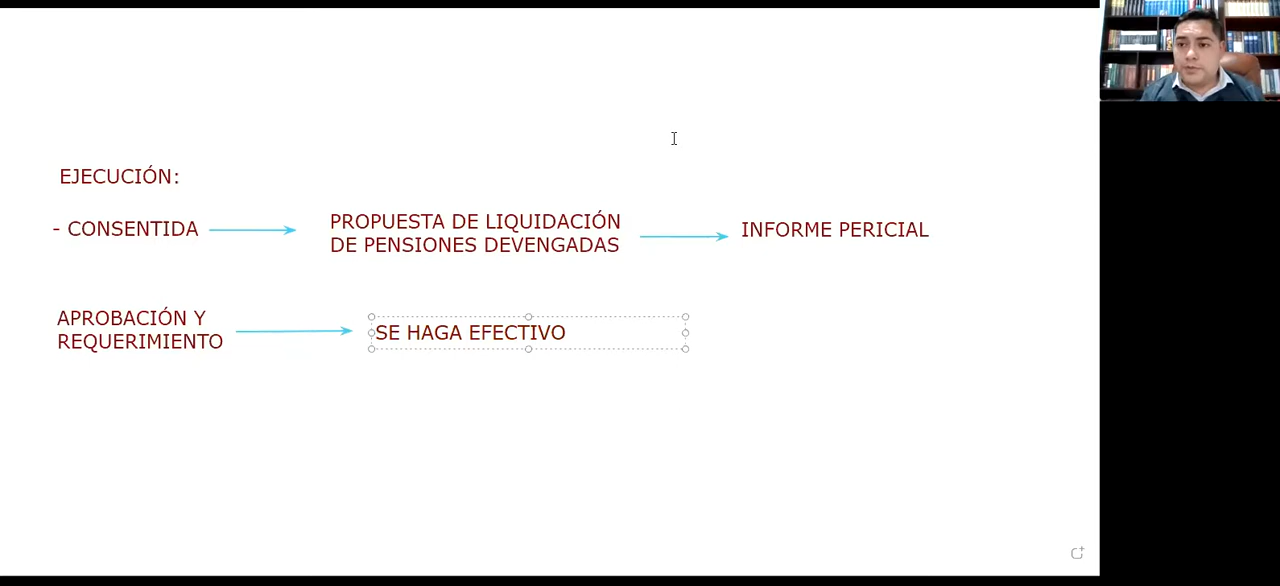 EJECUCIÓN:
- CONSENTIDA
PROPUESTA DE LIQUIDACIÓN
DE PENSIONES DEVENGADAS
INFORME PERICIAL
APROBACIÓN Y
REQUERIMIENTO
SE HAGA EFECTIVO